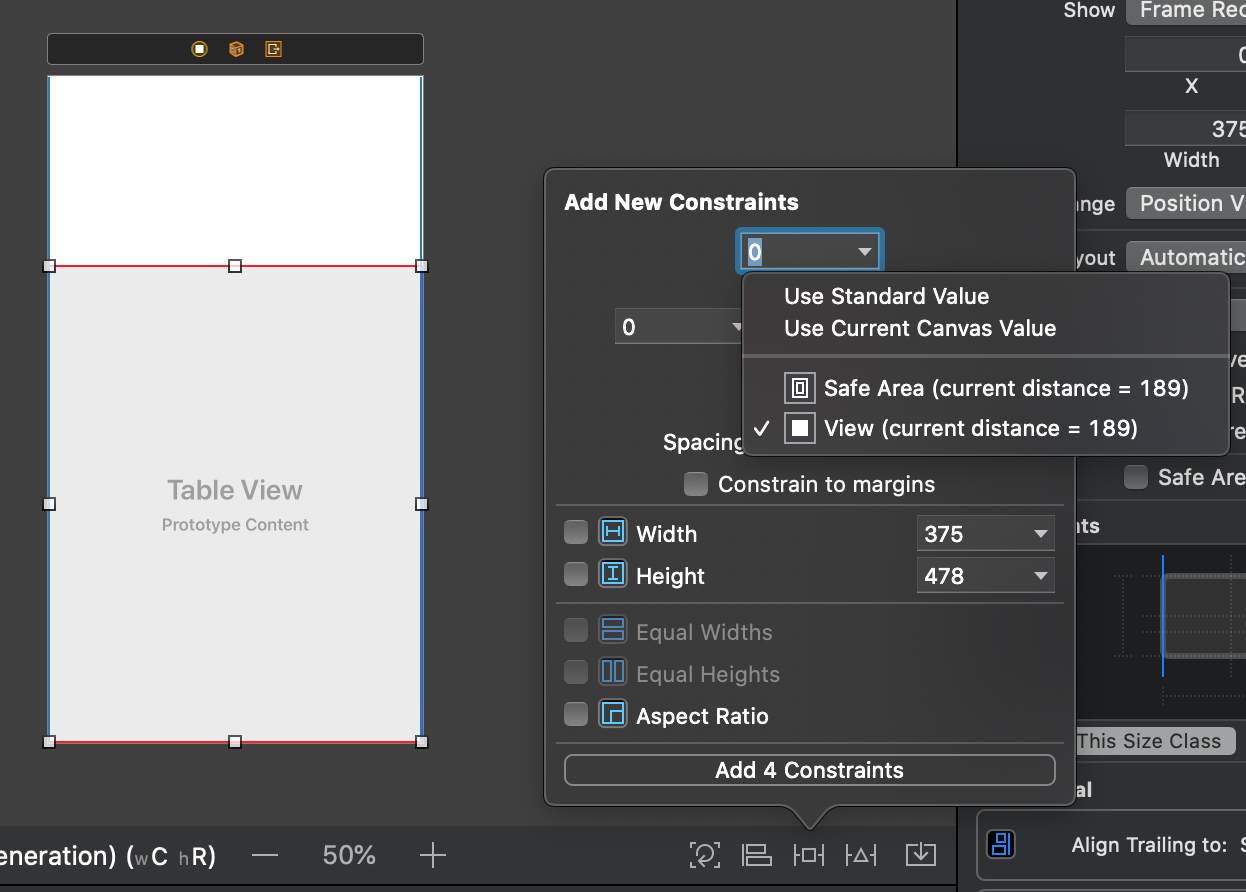 Show Frame Rec
X
375
Width
ange Position V
yout Automatic
Add New Constraints
0
0
Use Standard Value
Use Current Canvas Value
Safe Area (current distance = 189)
View (current distance = 189)
Spacing
Constrain to margins
Safe Are
Width 375
Height 478
Equal Widths
Equal Heights
Aspect Ratio
Add 4 Constraints
Table View
Prototype Content
nts
This Size Class
al
Align Trailing to: S
eneration) (wC hR)
50%